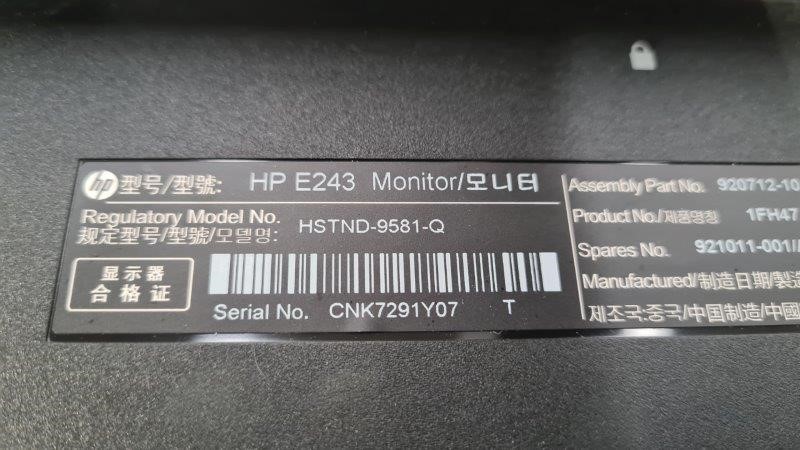 hp 型号/型號: HP E243 Monitor/모니터
Regulatory Model No.
规定型号/型號/모델명: HSTND-9581-Q
显示器
合格证
Serial No. CNK7291Y07 T
Assembly Part No. 920712-10
Product No./제품명칭 1FH47
Spares No. 921011-001//
Manufactured/制造日期/製造
제조국:중국/中国制造/中國